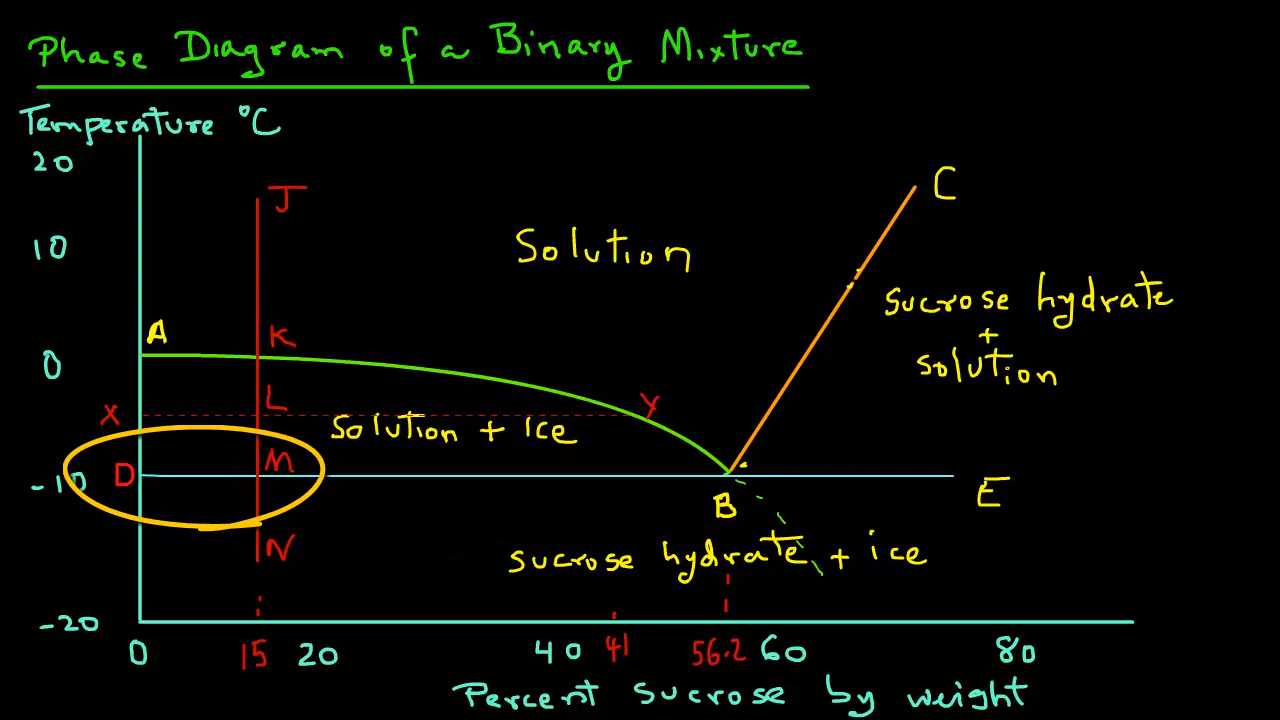 Phase Diagram of a Binary Mixture
Temperature °C
20
J
C
10
Solution
sucrose hydrate
+
solution
A
K
0
X
L
Y
solution + ice
-10
D
M
B
E
N
sucrose hydrate + ice
-20
0
15
20
40
41
56.2
60
80
Percent sucrose by weight